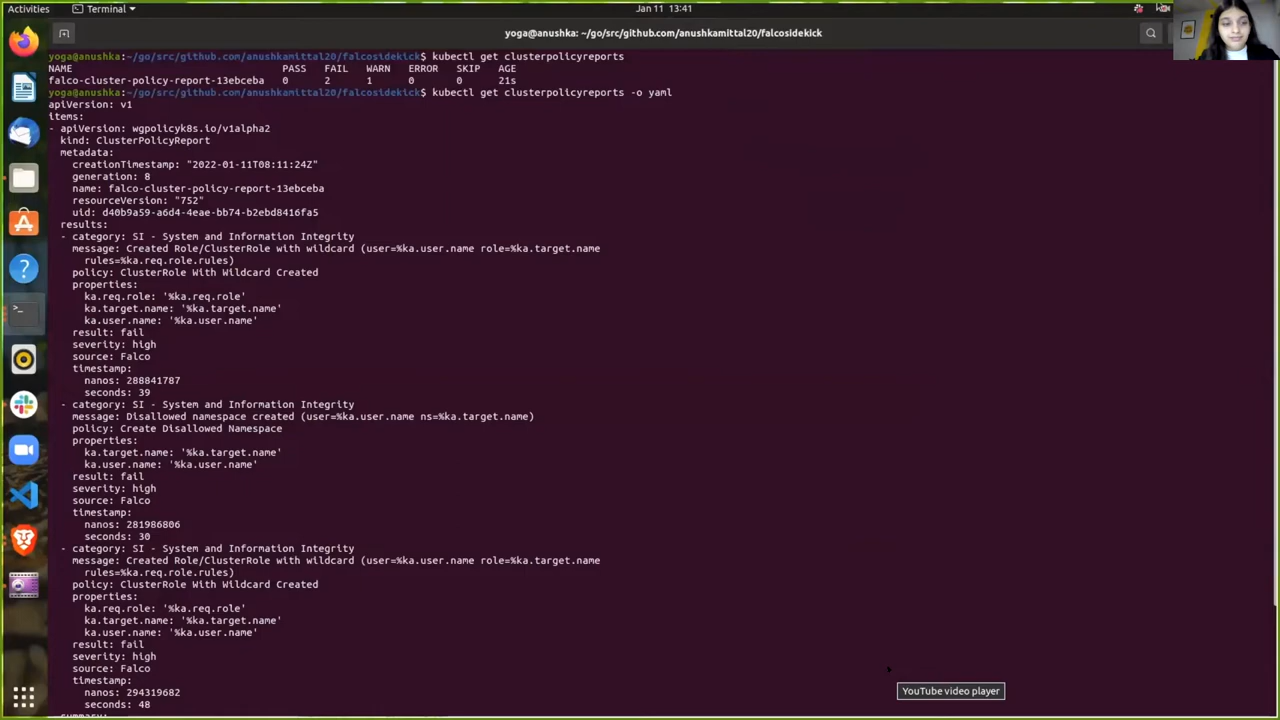 Activities
Terminal
Jan 11 13:41
yoga@anushka: ~/go/src/github.com/anushkamittal20/falcosidekick
yoga@anushka:~/go/src/github.com/anushkamittal20/falcosidekick$ kubectl get clusterpolicyreports
NAME PASS FAIL WARN ERROR SKIP AGE
falco-cluster-policy-report-13ebceba 0 2 1 0 0 21s
yoga@anushka:~/go/src/github.com/anushkamittal20/falcosidekick$ kubectl get clusterpolicyreports -o yaml
apiVersion: v1
items:
- apiVersion: wgpolicyk8s.io/v1alpha2
kind: ClusterPolicyReport
metadata:
creationTimestamp: "2022-01-11T08:11:24Z"
generation: 8
name: falco-cluster-policy-report-13ebceba
resourceVersion: "752"
uid: d40b9a59-a6d4-4eae-bb74-b2ebd8416fa5
results:
- category: SI - System and Information Integrity
message: Created Role/ClusterRole with wildcard (user=%ka.user.name role=%ka.target.name
rules=%ka.req.role.rules)
policy: ClusterRole With Wildcard Created
properties:
ka.req.role: '%ka.req.role'
ka.target.name: '%ka.target.name'
ka.user.name: '%ka.user.name'
result: fail
severity: high
source: Falco
timestamp:
nanos: 288841787
seconds: 39
- category: SI - System and Information Integrity
message: Disallowed namespace created (user=%ka.user.name ns=%ka.target.name)
policy: Create Disallowed Namespace
properties:
ka.target.name: '%ka.target.name'
ka.user.name: '%ka.user.name'
result: fail
severity: high
source: Falco
timestamp:
nanos: 281986806
seconds: 30
- category: SI - System and Information Integrity
message: Created Role/ClusterRole with wildcard (user=%ka.user.name role=%ka.target.name
rules=%ka.req.role.rules)
policy: ClusterRole With Wildcard Created
properties:
ka.req.role: '%ka.req.role'
ka.target.name: '%ka.target.name'
ka.user.name: '%ka.user.name'
result: fail
severity: high
source: Falco
timestamp:
nanos: 294319682
seconds: 48
summary:
YouTube video player